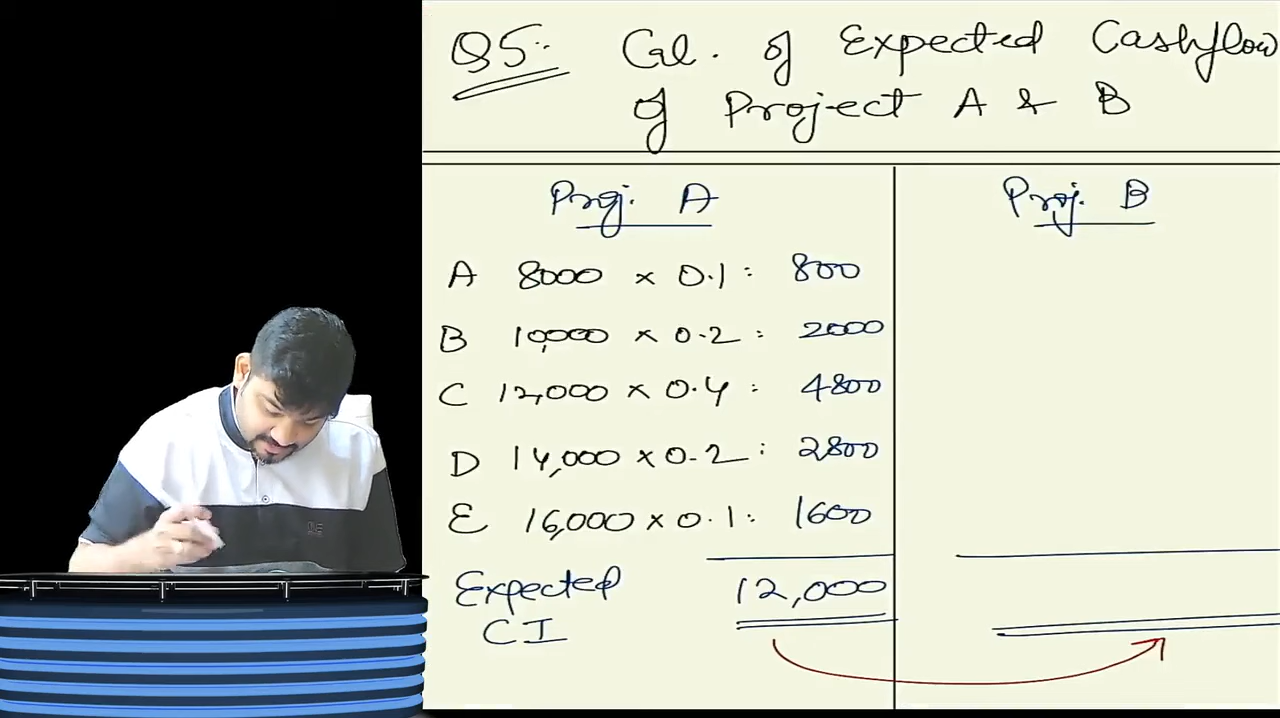 Q5:- Cal. of Expected Cashflow
of Project A & B
Proj. A
Proj. B
A 8000 × 0.1 : 800
B 10,000 × 0.2 : 2000
C 12,000 × 0.4 : 4800
D 14,000 × 0.2 : 2800
E 16,000 × 0.1 : 1600
Expected 12,000
CI